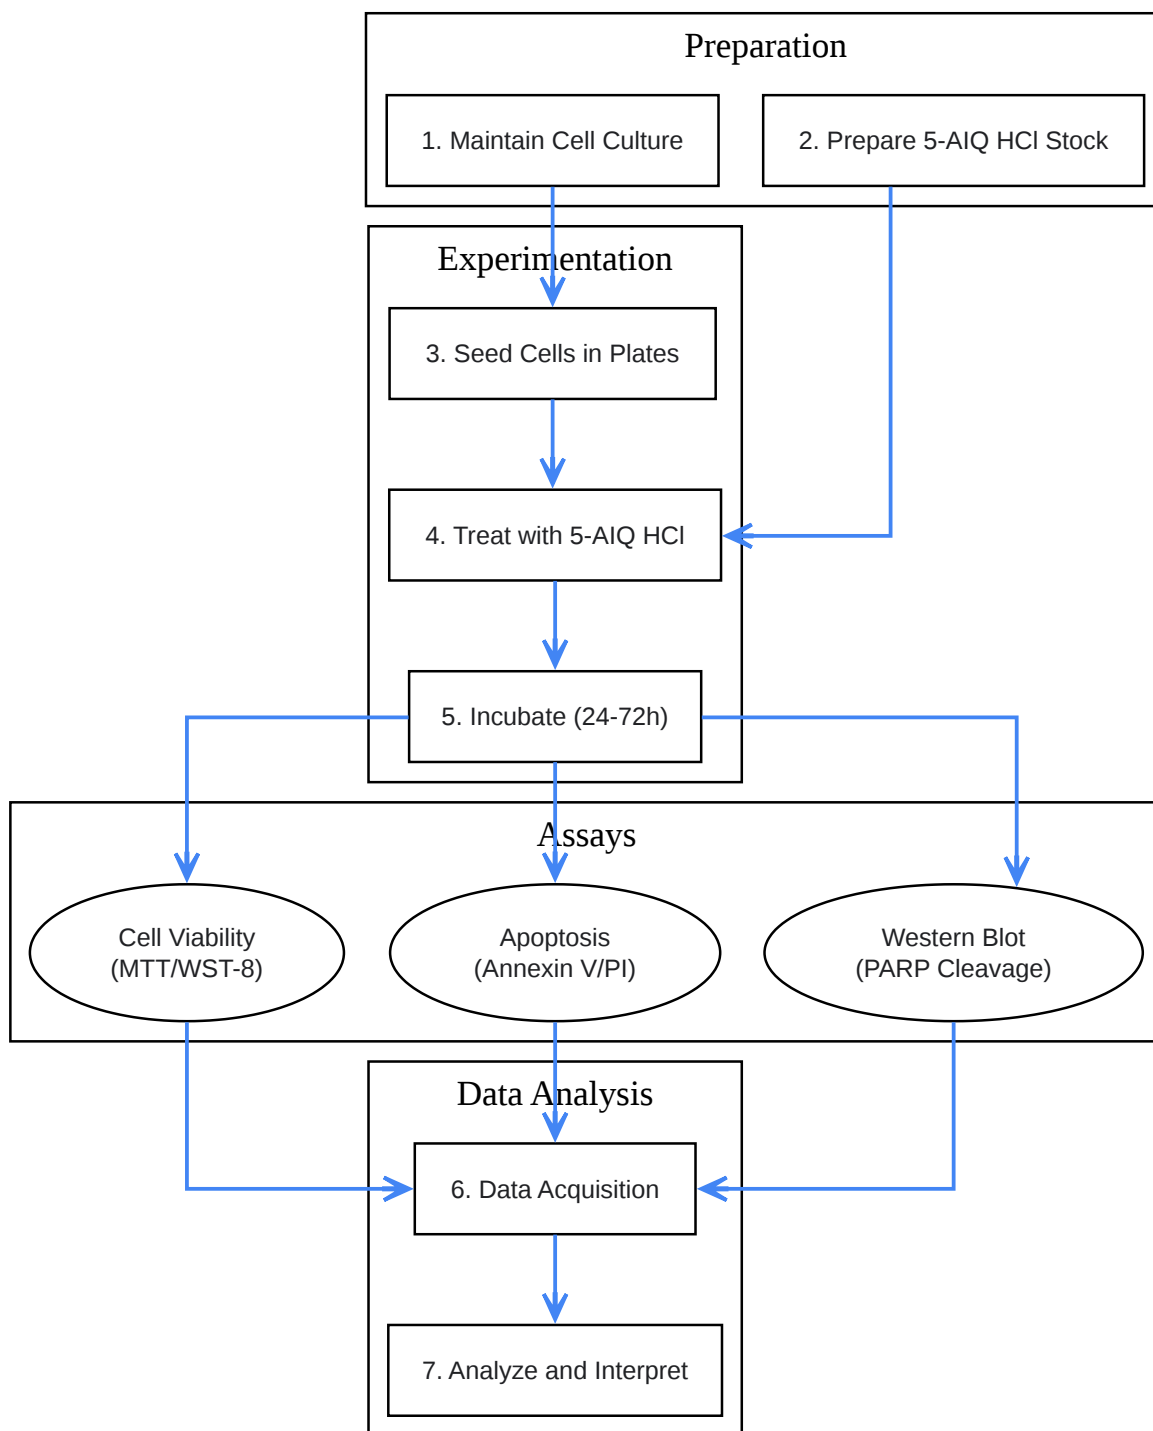 Preparation
1. Maintain Cell Culture
2. Prepare 5-AIQ HCl Stock
Experimentation
3. Seed Cells in Plates
4. Treat with 5-AIQ HCl
5. Incubate (24-72h)
Assays
Cell Viability
(MTT/WST-8)
Apoptosis
(Annexin V/PI)
Western Blot
(PARP Cleavage)
Data Analysis
6. Data Acquisition
7. Analyze and Interpret